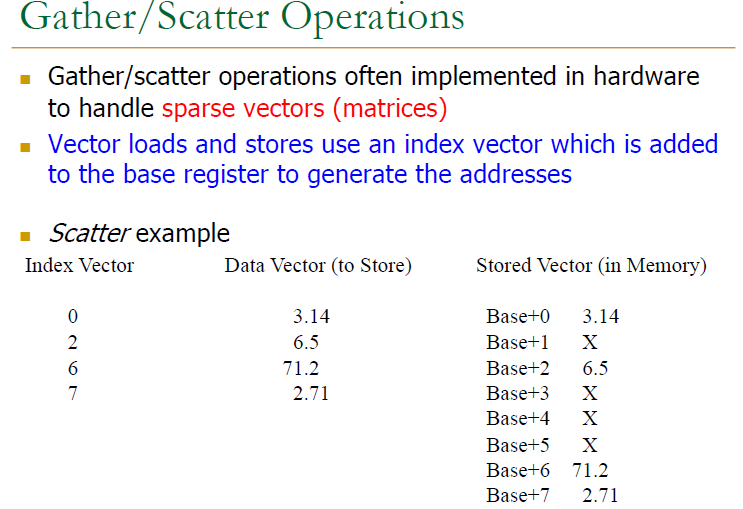 Gather/Scatter Operations
Gather/scatter operations often implemented in hardware
to handle sparse vectors (matrices)
Vector loads and stores use an index vector which is added
to the base register to generate the addresses
Scatter example
Index Vector Data Vector (to Store) Stored Vector (in Memory)
0 3.14 Base+0 3.14
2 6.5 Base+1 X
6 71.2 Base+2 6.5
7 2.71 Base+3 X
Base+4 X
Base+5 X
Base+6 71.2
Base+7 2.71